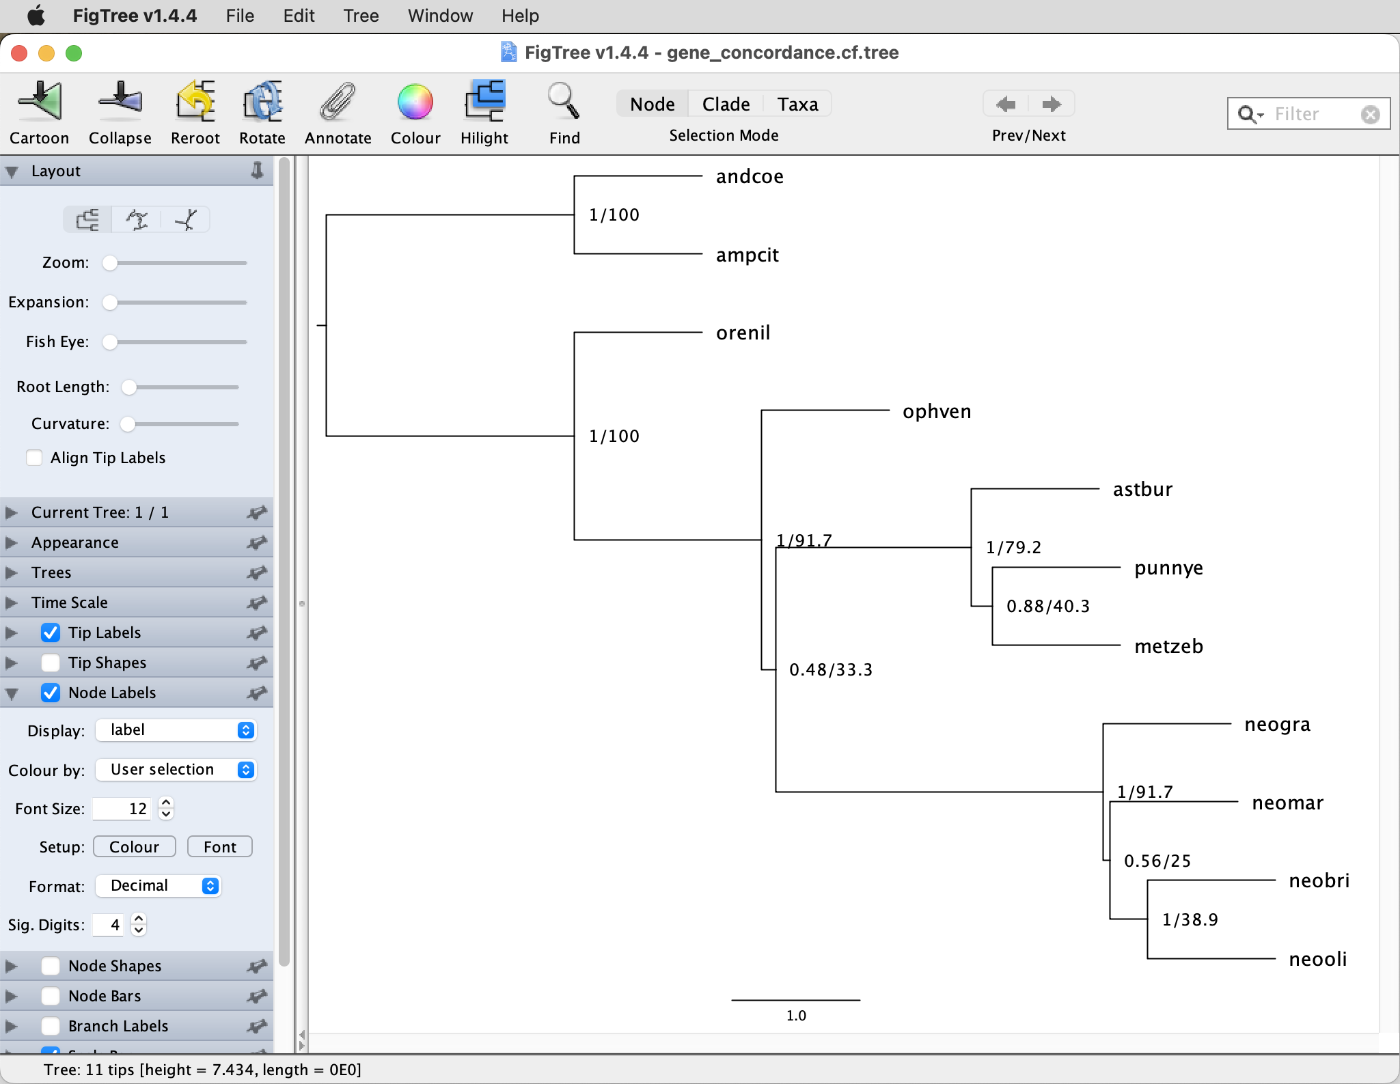 FigTree v1.4.4 File Edit Tree Window Help
FigTree v1.4.4 - gene_concordance.cf.tree
Cartoon Collapse Reroot Rotate Annotate Colour Hilight Find
Node Clade Taxa
Selection Mode
Prev/Next
Filter
Layout
Zoom:
Expansion:
Fish Eye:
Root Length:
Curvature:
Align Tip Labels
Current Tree: 1 / 1
Appearance
Trees
Time Scale
Tip Labels
Tip Shapes
Node Labels
Display: label
Colour by: User selection
Font Size: 12
Setup: Colour Font
Format: Decimal
Sig. Digits: 4
Node Shapes
Node Bars
Branch Labels
andcoe
1/100
ampcit
orenil
ophven
1/100
astbur
1/91.7
1/79.2
punnye
0.88/40.3
metzeb
0.48/33.3
neogra
1/91.7
neomar
0.56/25
neobri
1/38.9
neooli
1.0
Tree: 11 tips [height = 7.434, length = 0E0]